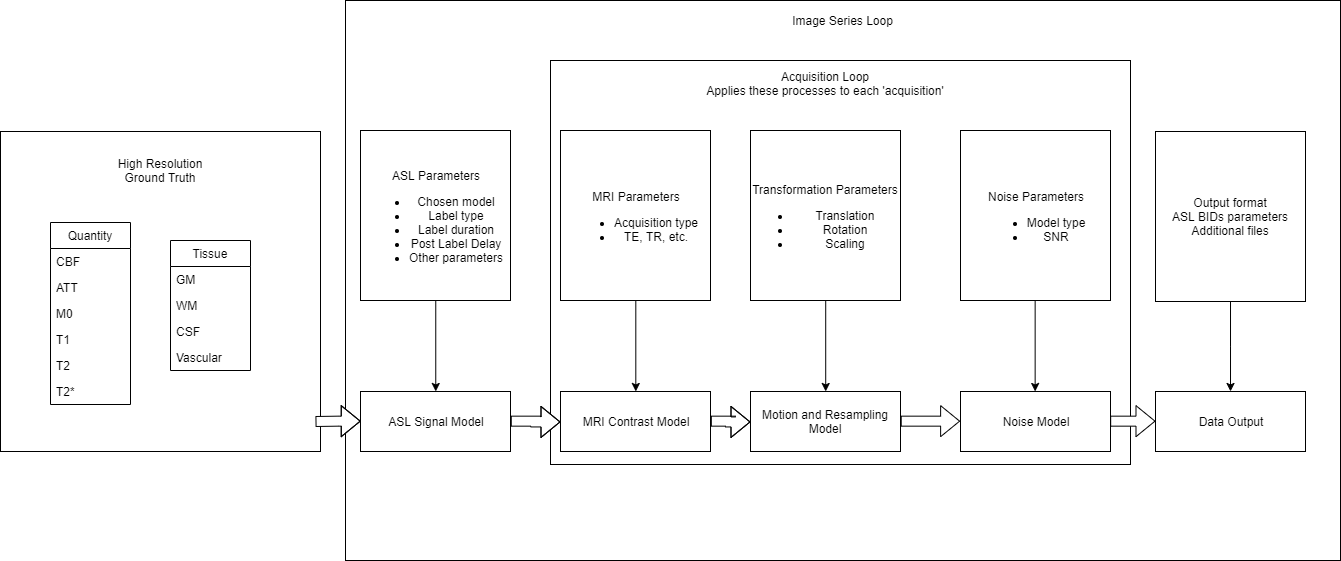 Image Series Loop
Acquisition Loop
Applies these processes to each 'acquisition'
High Resolution
Ground Truth
Quantity
CBF
ATT
M0
T1
T2
T2*
Tissue
GM
WM
CSF
Vascular
ASL Parameters
• Chosen model
• Label type
• Label duration
• Post Label Delay
• Other parameters
MRI Parameters
• Acquisition type
• TE, TR, etc.
Transformation Parameters
• Translation
• Rotation
• Scaling
Noise Parameters
• Model type
• SNR
Output format
ASL BIDs parameters
Additional files
ASL Signal Model
MRI Contrast Model
Motion and Resampling
Model
Noise Model
Data Output